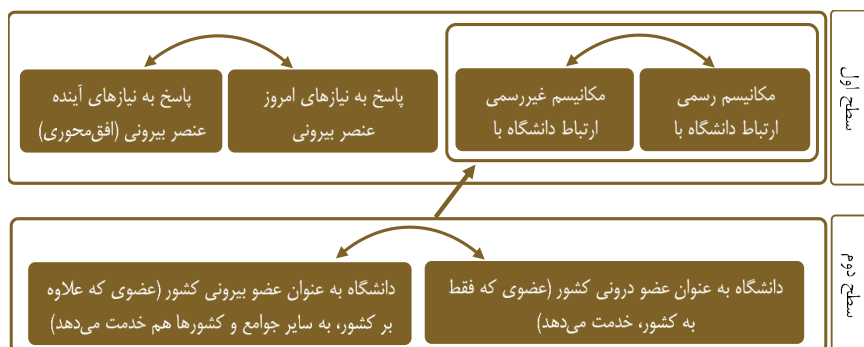 سطح اول
مکانیسم رسمی
ارتباط دانشگاه با
مکانیسم غیررسمی
ارتباط دانشگاه با
پاسخ به نیازهای امروز
عنصر بیرونی
پاسخ به نیازهای آینده
عنصر بیرونی (افق‌محوری)
سطح دوم
دانشگاه به عنوان عضو درونی کشور (عضوی که فقط
به کشور، خدمت می‌دهد)
دانشگاه به عنوان عضو بیرونی کشور (عضوی که علاوه
بر کشور، به سایر جوامع و کشورها هم خدمت می‌دهد)